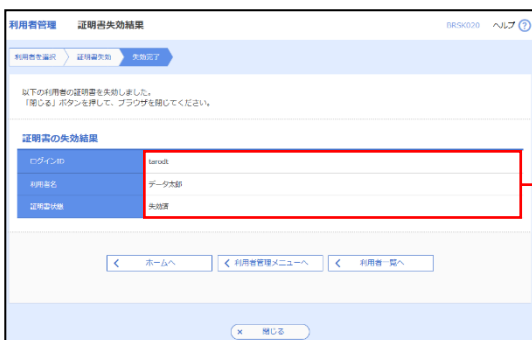 利用者管理 証明書失効結果 BRSK020 ヘルプ ?
利用者を選択 証明書失効 失効完了
以下の利用者の証明書を失効しました。
「閉じる」ボタンを押して、ブラウザを閉じてください。
証明書の失効結果
ログインID tarodt
利用者名 データ太郎
証明書状態 失効済
ホームへ 利用者管理メニューへ 利用者一覧へ
× 閉じる